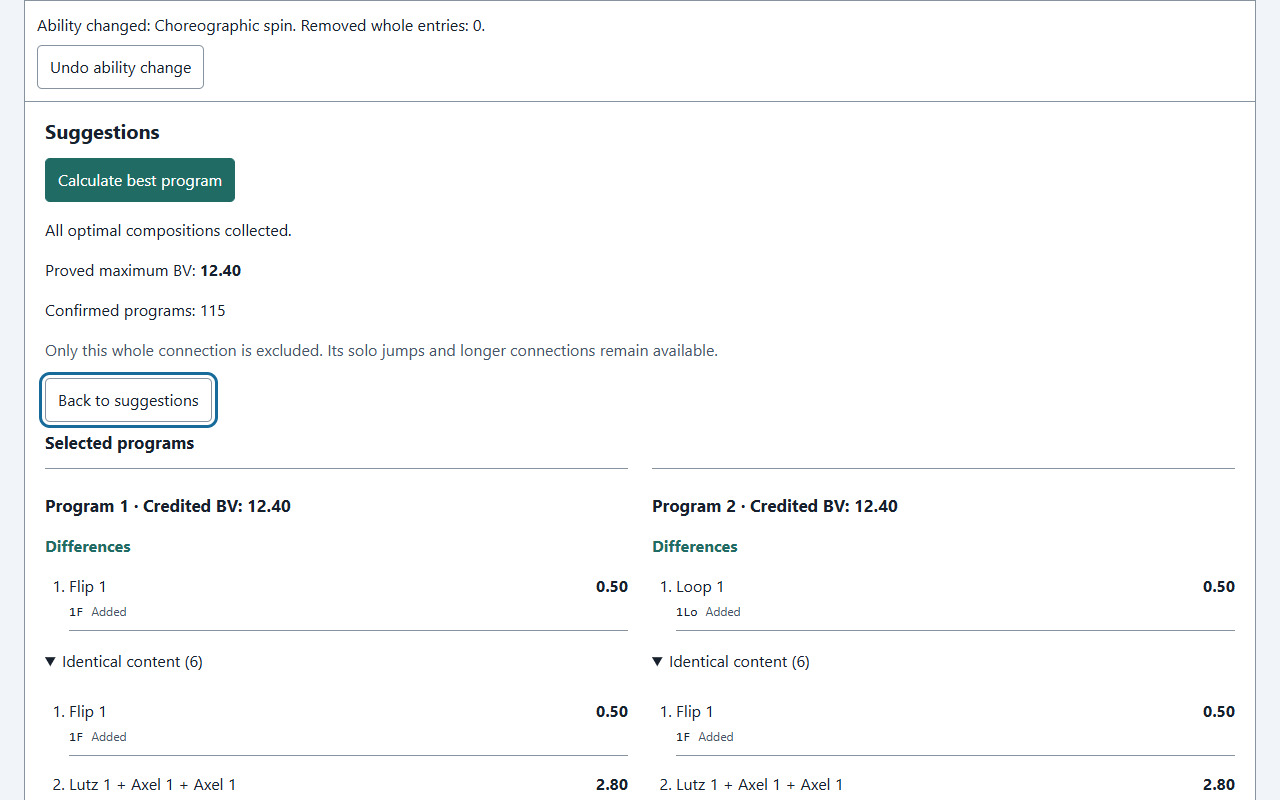 Ability changed: Choreographic spin. Removed whole entries: 0.
Undo ability change
Suggestions
Calculate best program
All optimal compositions collected.
Proved maximum BV: 12.40
Confirmed programs: 115
Only this whole connection is excluded. Its solo jumps and longer connections remain available.
Back to suggestions
Selected programs
Program 1 · Credited BV: 12.40
Differences
1. Flip 1 0.50
1F Added
▼ Identical content (6)
1. Flip 1 0.50
1F Added
2. Lutz 1 + Axel 1 + Axel 1 2.80
Program 2 · Credited BV: 12.40
Differences
1. Loop 1 0.50
1Lo Added
▼ Identical content (6)
1. Flip 1 0.50
1F Added
2. Lutz 1 + Axel 1 + Axel 1 2.80